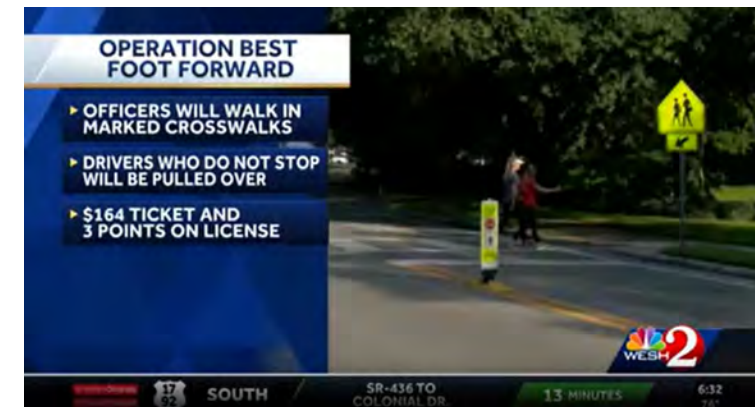 OPERATION BEST
FOOT FORWARD
▸ OFFICERS WILL WALK IN
MARKED CROSSWALKS
▸ DRIVERS WHO DO NOT STOP
WILL BE PULLED OVER
▸ $164 TICKET AND
3 POINTS ON LICENSE
WESH 2
17
92
SOUTH
SR-436 TO
COLONIAL DR.
13 MINUTES
6:32